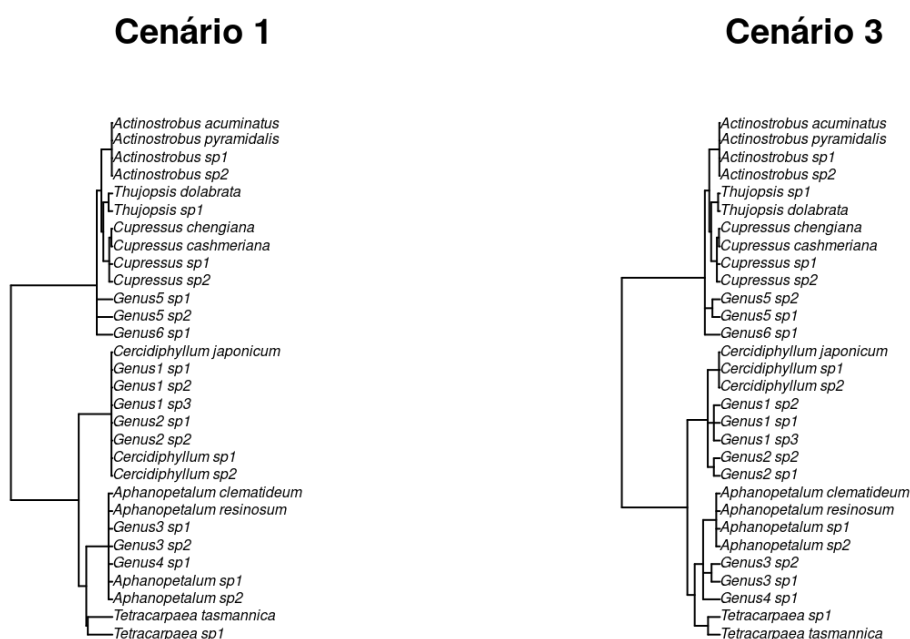 Cenário 1
Actinostrobus acuminatus
Actinostrobus pyramidalis
Actinostrobus sp1
Actinostrobus sp2
Thujopsis dolabrata
Thujopsis sp1
Cupressus chengiana
Cupressus cashmeriana
Cupressus sp1
Cupressus sp2
Genus5 sp1
Genus5 sp2
Genus6 sp1
Cercidiphyllum japonicum
Genus1 sp1
Genus1 sp2
Genus1 sp3
Genus2 sp1
Genus2 sp2
Cercidiphyllum sp1
Cercidiphyllum sp2
Aphanopetalum clematideum
Aphanopetalum resinosum
Genus3 sp1
Genus3 sp2
Genus4 sp1
Aphanopetalum sp1
Aphanopetalum sp2
Tetracarpaea tasmannica
Tetracarpaea sp1
Cenário 3
Actinostrobus acuminatus
Actinostrobus pyramidalis
Actinostrobus sp1
Actinostrobus sp2
Thujopsis sp1
Thujopsis dolabrata
Cupressus chengiana
Cupressus cashmeriana
Cupressus sp1
Cupressus sp2
Genus5 sp2
Genus5 sp1
Genus6 sp1
Cercidiphyllum japonicum
Cercidiphyllum sp1
Cercidiphyllum sp2
Genus1 sp2
Genus1 sp1
Genus1 sp3
Genus2 sp2
Genus2 sp1
Aphanopetalum clematideum
Aphanopetalum resinosum
Aphanopetalum sp1
Aphanopetalum sp2
Genus3 sp2
Genus3 sp1
Genus4 sp1
Tetracarpaea sp1
Tetracarpaea tasmannica